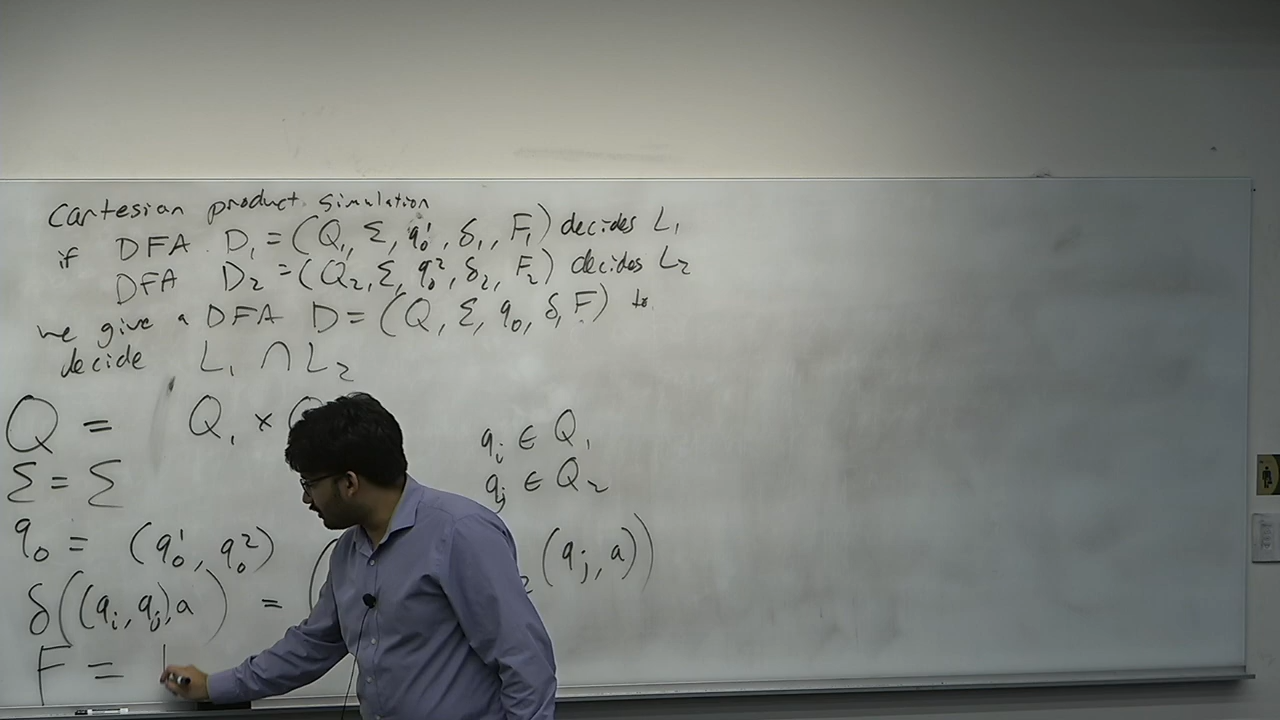 Cartesian product simulation
if DFA D₁ = (Q₁, Σ, q₀¹, δ₁, F₁) decides L₁
DFA D₂ = (Q₂, Σ, q₀², δ₂, F₂) decides L₂
we give a DFA D = (Q, Σ, q₀, δ, F) to
decide L₁ ∩ L₂
Q = Q₁ ×
qᵢ ∈ Q₁
Σ = Σ
qⱼ ∈ Q₂
q₀ = (q₀¹, q₀²)
δ((qᵢ, qⱼ), a) = ( ₂(qⱼ, a))
F =